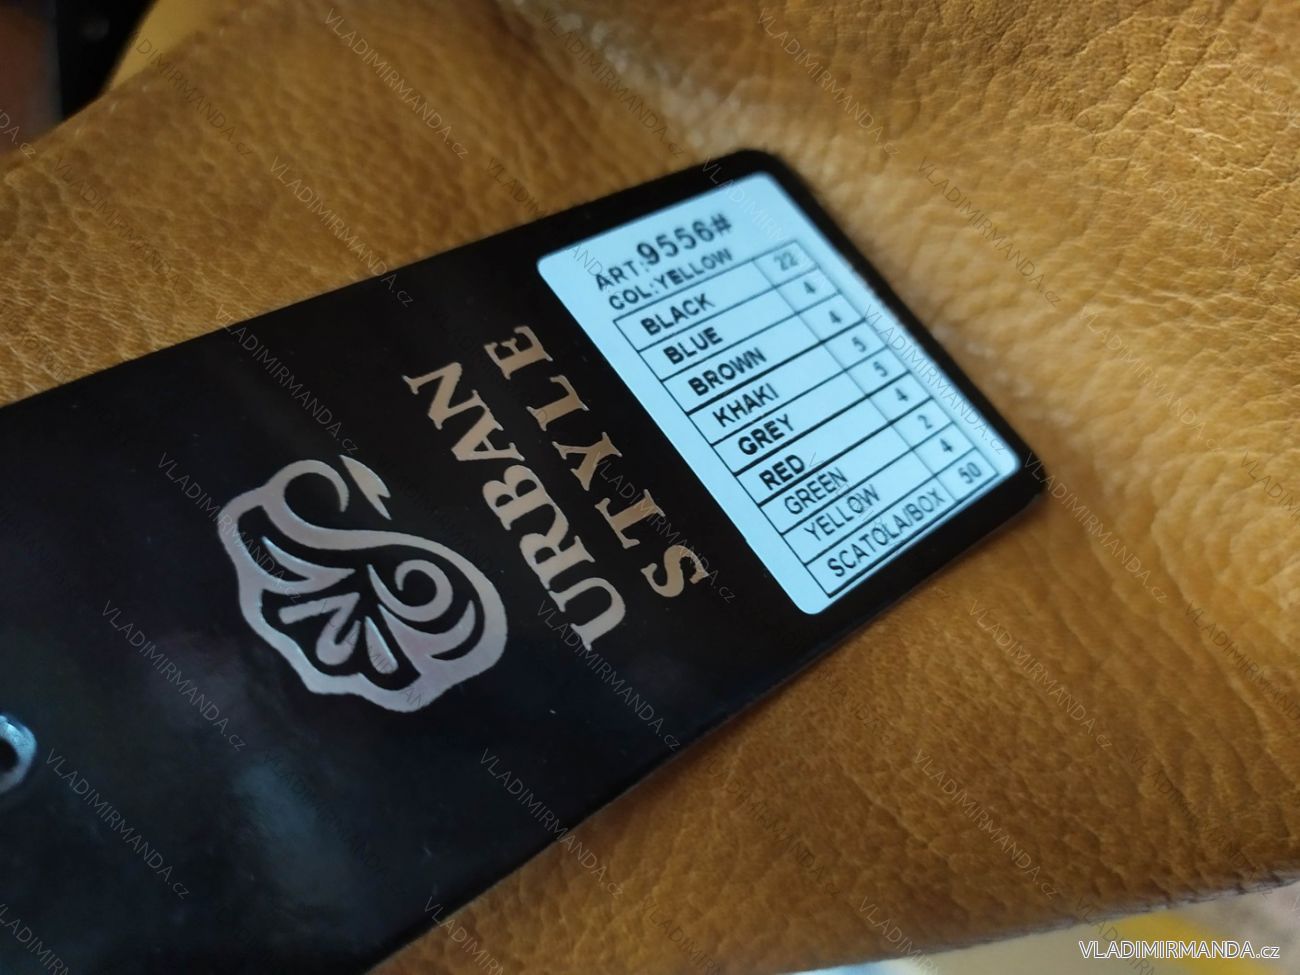 ART:9556#
COL:YELLOW
BLACK 22
BLUE 4
BROWN 4
KHAKI 5
GREY 5
RED 4
GREEN 2
YELLOW 4
SCATOLA/BOX 50
URBAN
STYLE
VLADIMIRMANDA.cz